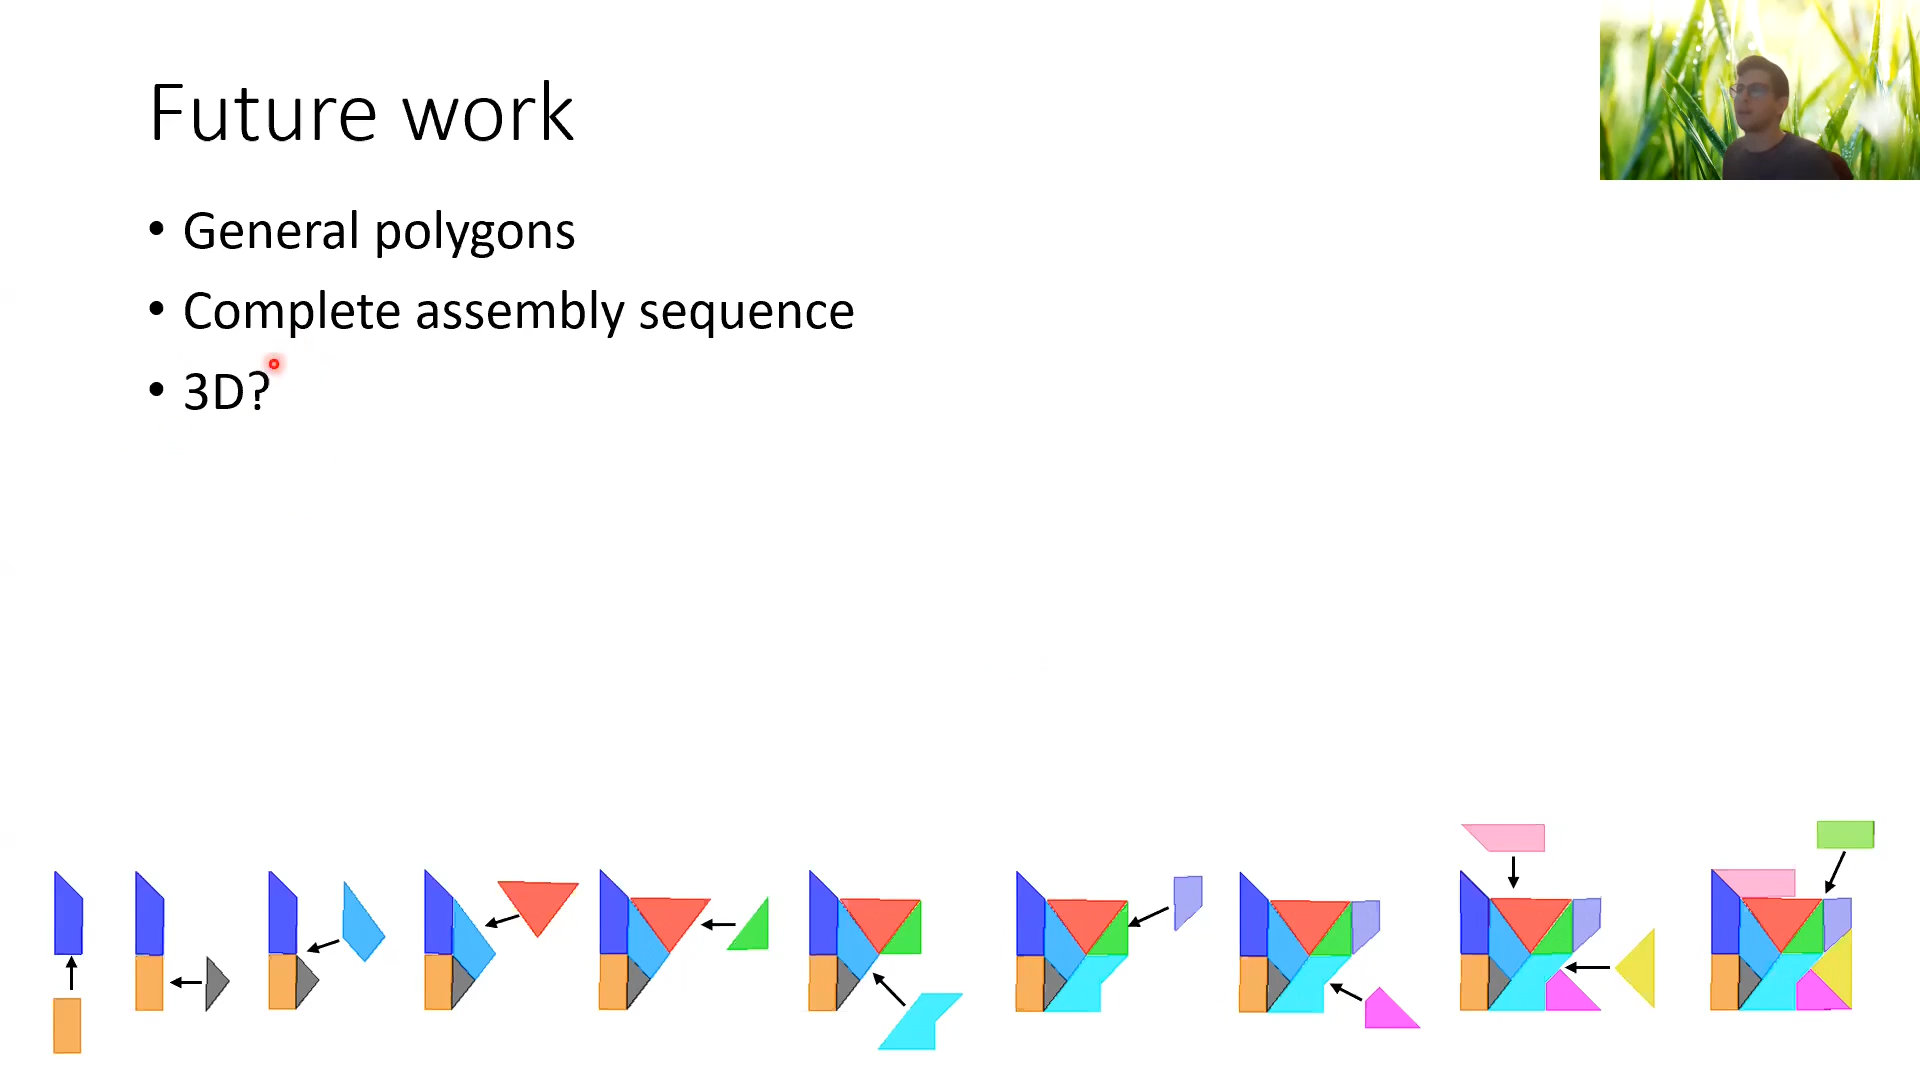 Future work
• General polygons
• Complete assembly sequence
• 3D?